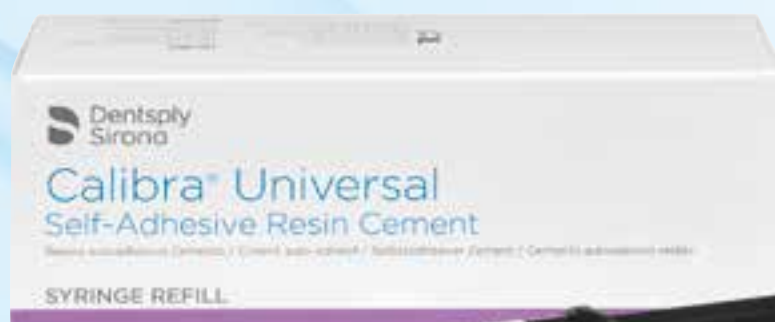 Dentsply
Sirona
Calibra® Universal
Self-Adhesive Resin Cement
SYRINGE REFILL